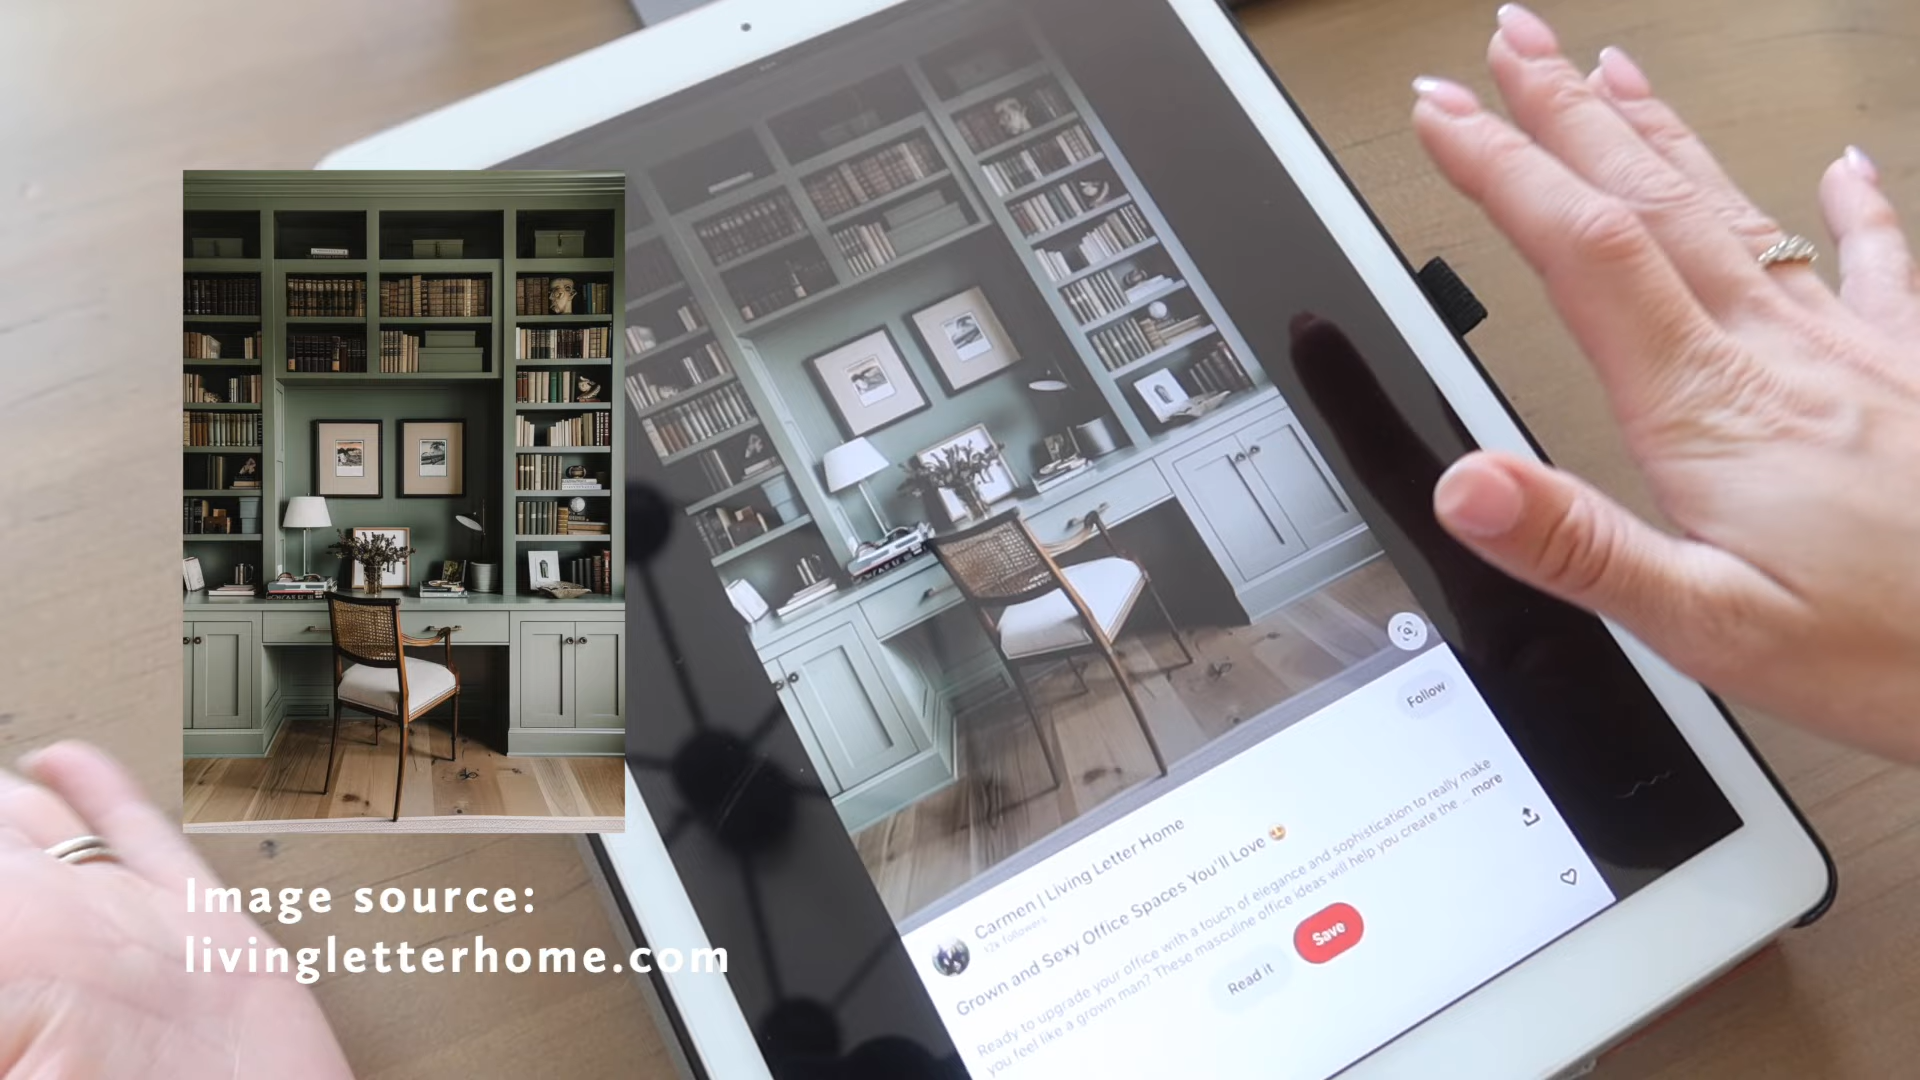 Image source:
livingletterhome.com
Follow
Carmen | Living Letter Home
12k followers
Grown and Sexy Office Spaces You'll Love 😍
Ready to upgrade your office with a touch of elegance and sophistication to really make
you feel like a grown man? These masculine office ideas will help you create the ... more
Read it
Save